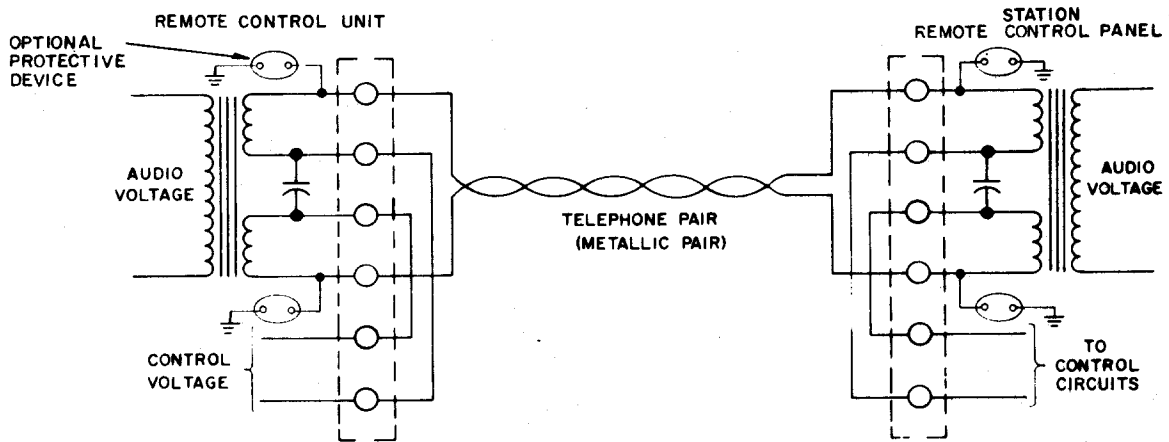 REMOTE CONTROL UNIT
OPTIONAL
PROTECTIVE
DEVICE
STATION
REMOTE CONTROL PANEL
AUDIO
VOLTAGE
TELEPHONE PAIR
(METALLIC PAIR)
AUDIO
VOLTAGE
CONTROL
VOLTAGE
TO
CONTROL
CIRCUITS